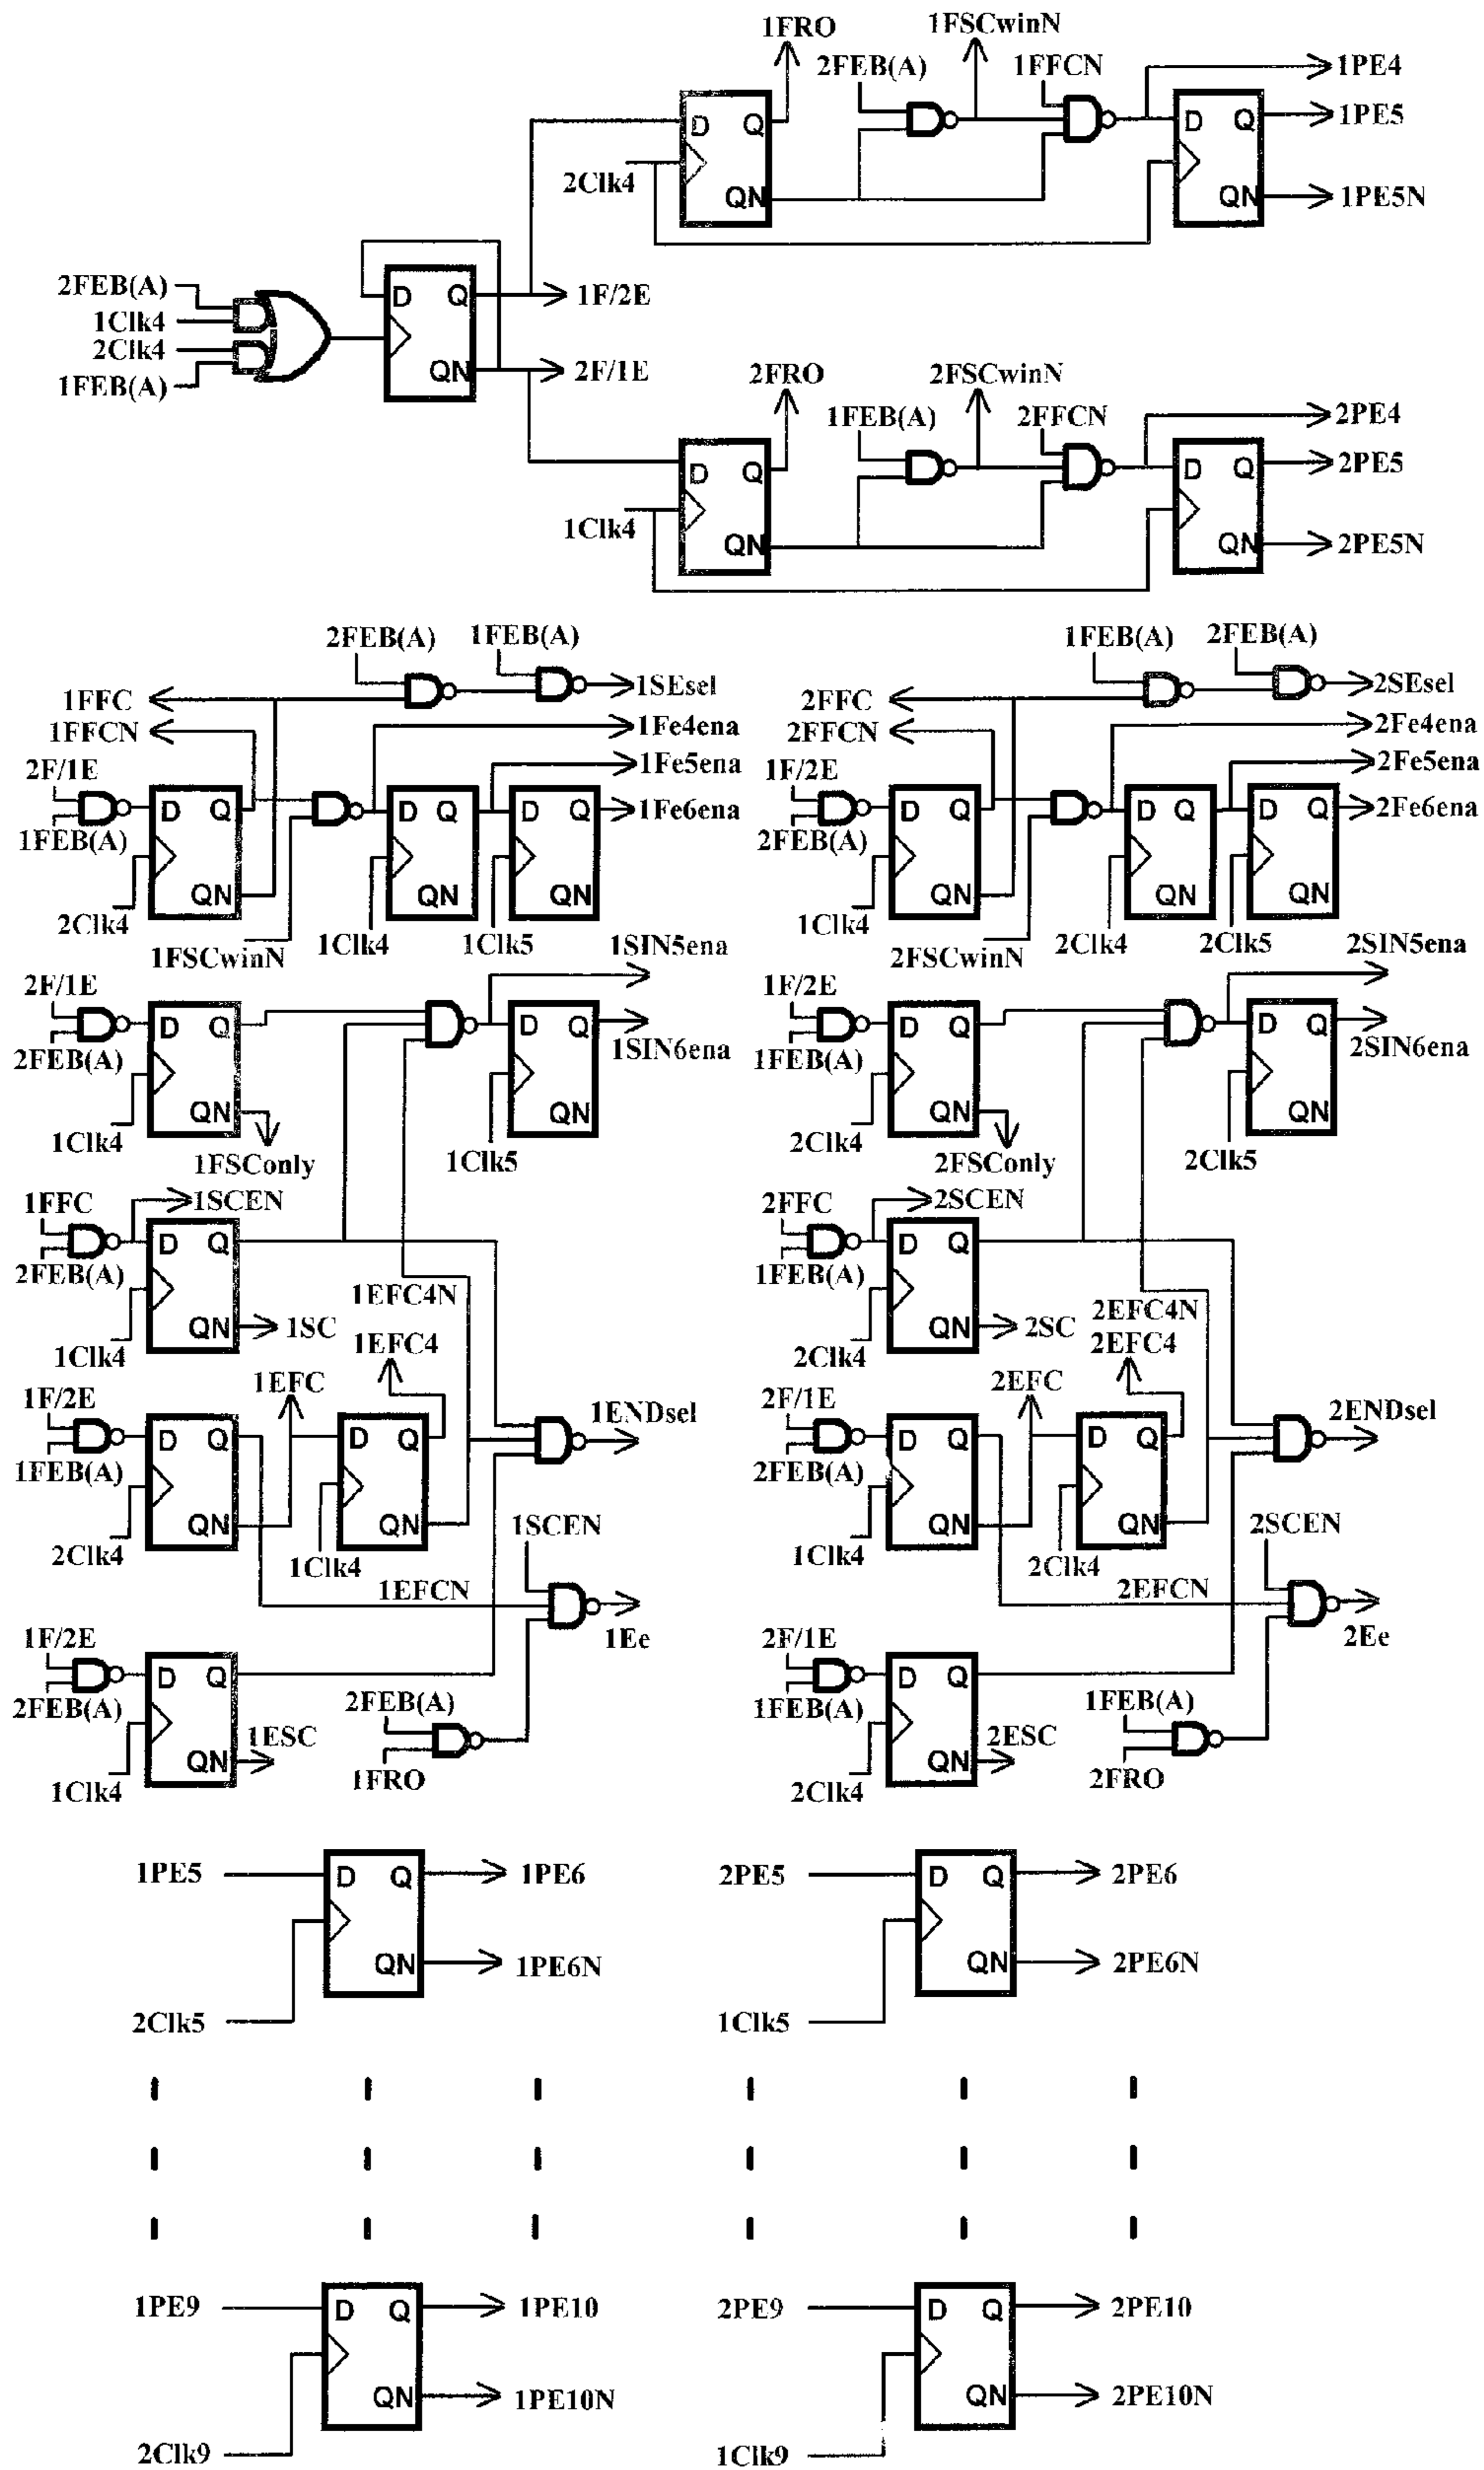 1FRO
1FSCwinN
2FEB(A)
1FFCN
1PE4
D Q
D Q
1PE5
2Clk4
QN
QN
1PE5N
2FEB(A)
1Clk4
2Clk4
1FEB(A)
D Q
1F/2E
QN
2F/1E
2FRO
2FSCwinN
1FEB(A)
2FFCN
2PE4
D Q
D Q
2PE5
1Clk4
QN
QN
2PE5N
2FEB(A)
1FEB(A)
1SEsel
1FFC
1FFCN
1Fe4ena
2F/1E
1Fe5ena
D Q
D Q
D Q
1Fe6ena
1FEB(A)
QN
QN
QN
2Clk4
1FSCwinN
1Clk4
1Clk5
1FEB(A)
2FEB(A)
2SEsel
2FFC
2FFCN
2Fe4ena
1F/2E
2Fe5ena
D Q
D Q
D Q
2Fe6ena
2FEB(A)
QN
QN
QN
1Clk4
2FSCwinN
2Clk4
2Clk5
1SIN5ena
2F/1E
D Q
D Q
1SIN6ena
2FEB(A)
QN
QN
1Clk4
1FSConly
1Clk5
2SIN5ena
1F/2E
D Q
D Q
2SIN6ena
1FEB(A)
QN
QN
2Clk4
2FSConly
2Clk5
1FFC
1SCEN
D Q
2FEB(A)
1EFC4N
QN
1SC
1Clk4
1EFC4
2FFC
2SCEN
D Q
1FEB(A)
2EFC4N
QN
2SC
2EFC4
2Clk4
1F/2E
1EFC
1ENDsel
D Q
D Q
1FEB(A)
QN
QN
1SCEN
2Clk4
1Clk4
1EFCN
1Ee
2F/1E
2EFC
2ENDsel
D Q
D Q
2FEB(A)
QN
QN
2SCEN
1Clk4
2Clk4
2EFCN
2Ee
1F/2E
D Q
2FEB(A)
2FEB(A)
1ESC
QN
1FRO
1Clk4
2F/1E
D Q
1FEB(A)
1FEB(A)
2ESC
QN
2FRO
2Clk4
1PE5
D Q
1PE6
QN
1PE6N
2Clk5
2PE5
D Q
2PE6
QN
2PE6N
1Clk5
1PE9
D Q
1PE10
QN
1PE10N
2Clk9
2PE9
D Q
2PE10
QN
2PE10N
1Clk9